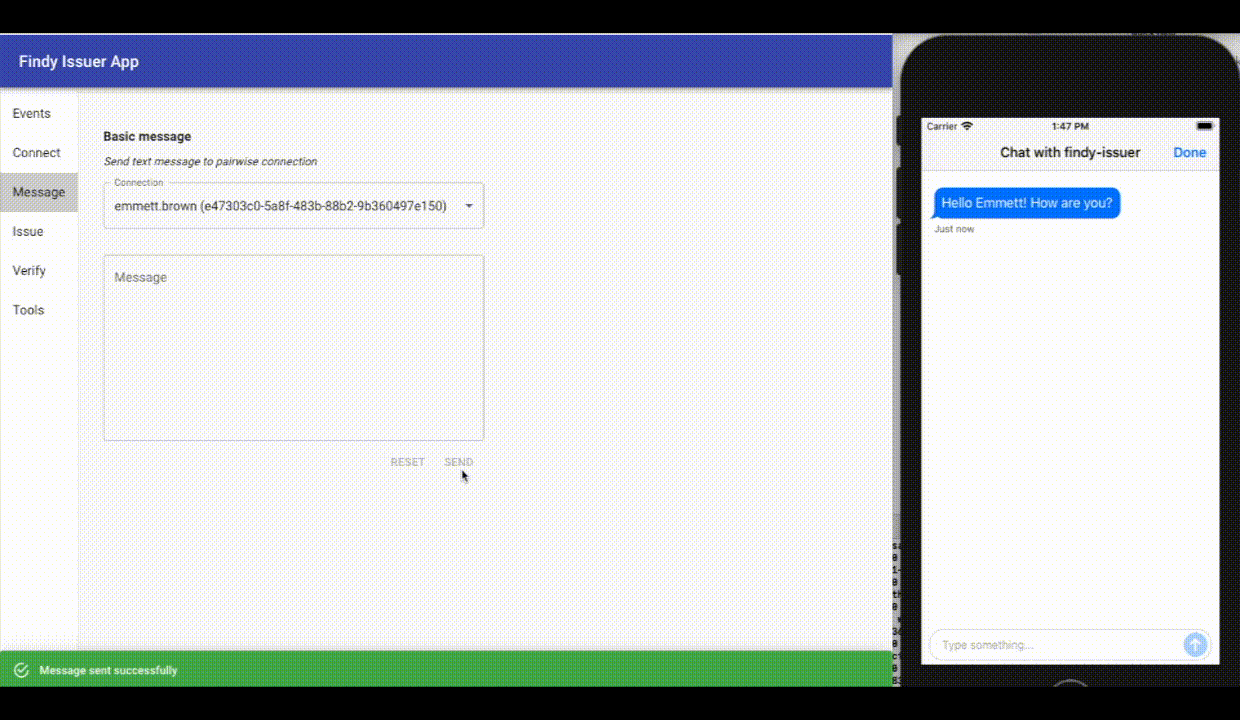 Findy Issuer App
Events
Connect
Message
Issue
Verify
Tools
Basic message
Send text message to pairwise connection
Connection
emmett.brown (e47303c0-5a8f-483b-88b2-9b360497e150)
Message
RESET SEND
Message sent successfully
Carrier 1:47 PM
Chat with findy-issuer Done
Hello Emmett! How are you?
Just now
Type something...